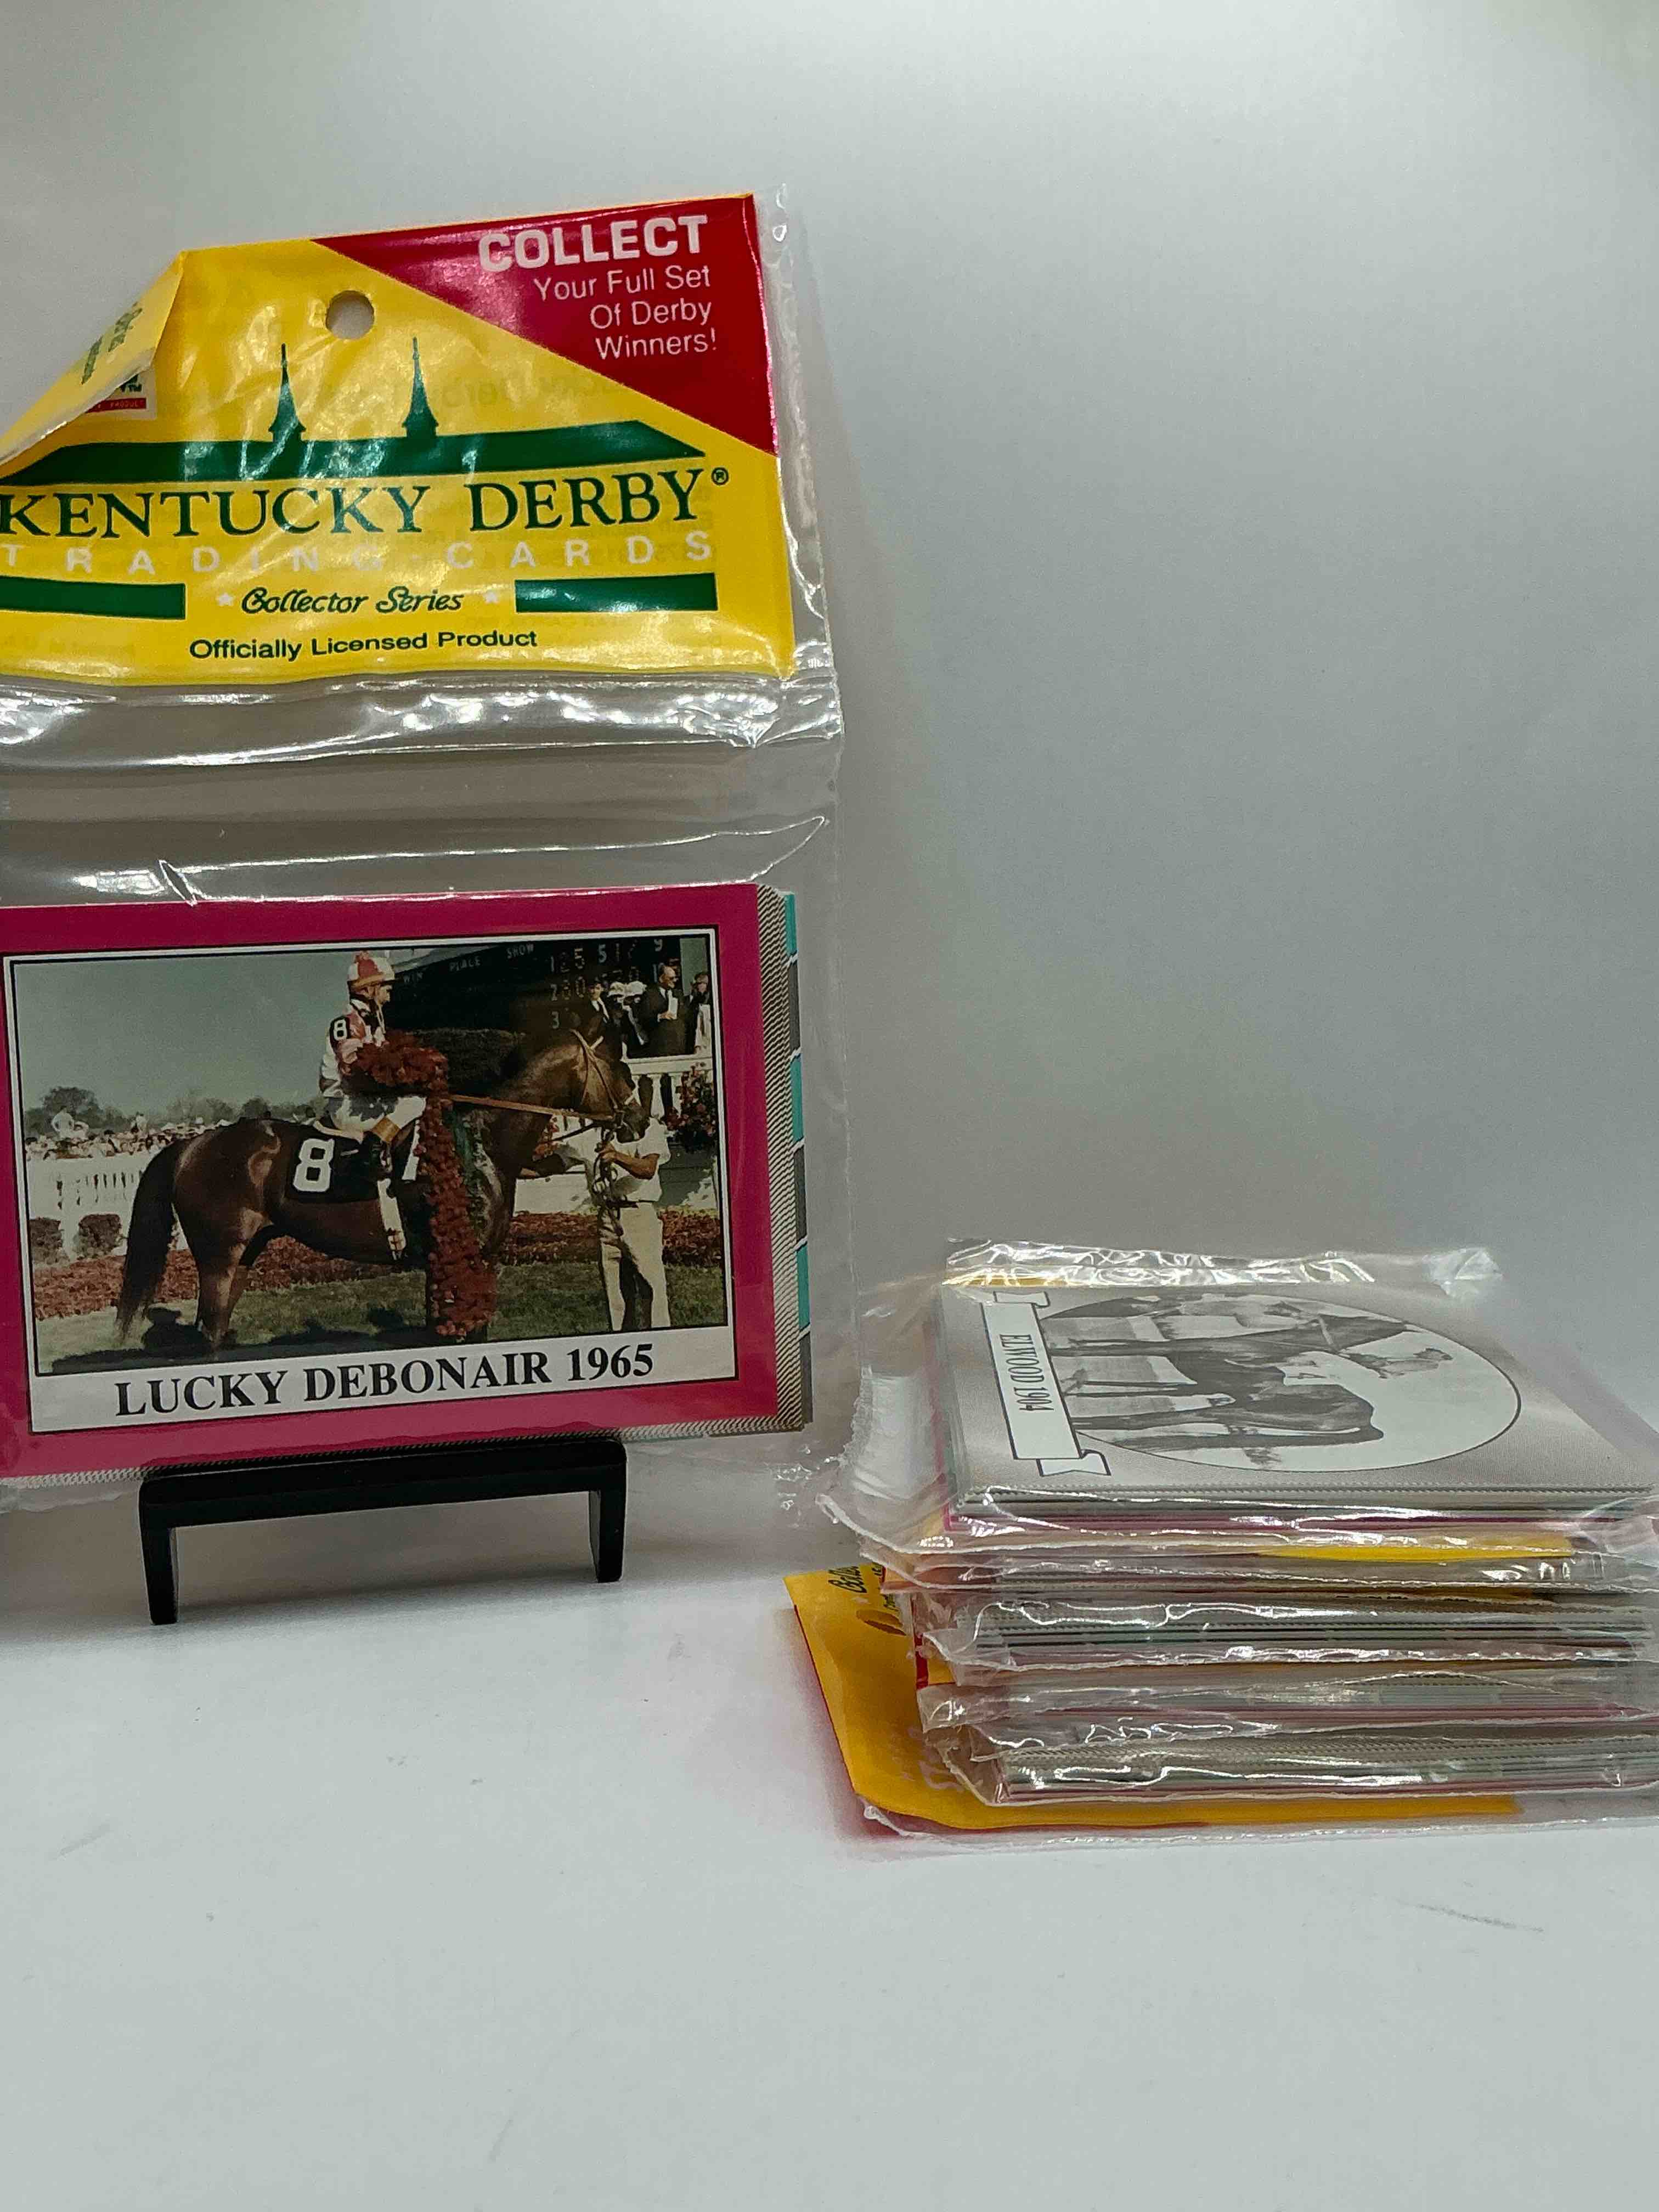 COLLECT
Your Full Set
Of Derby
Winners!
KENTUCKY DERBY®
TRADING CARDS
Collector Series
Officially Licensed Product
WIN PLACE SHOW
8
8
LUCKY DEBONAIR 1965
ELWOOD 1904